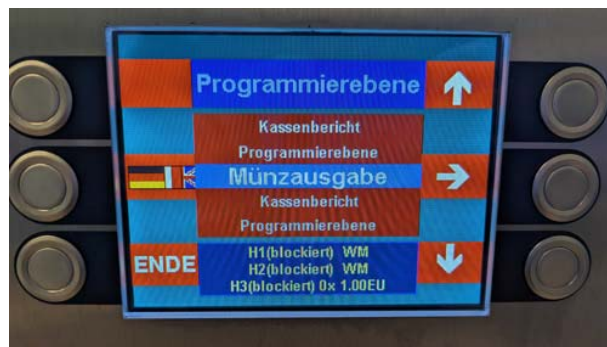 Programmierebene
Kassenbericht
Programmierebene
Münzausgabe
Kassenbericht
Programmierebene
ENDE
H1(blockiert) WM
H2(blockiert) WM
H3(blockiert) 0x 1.00EU